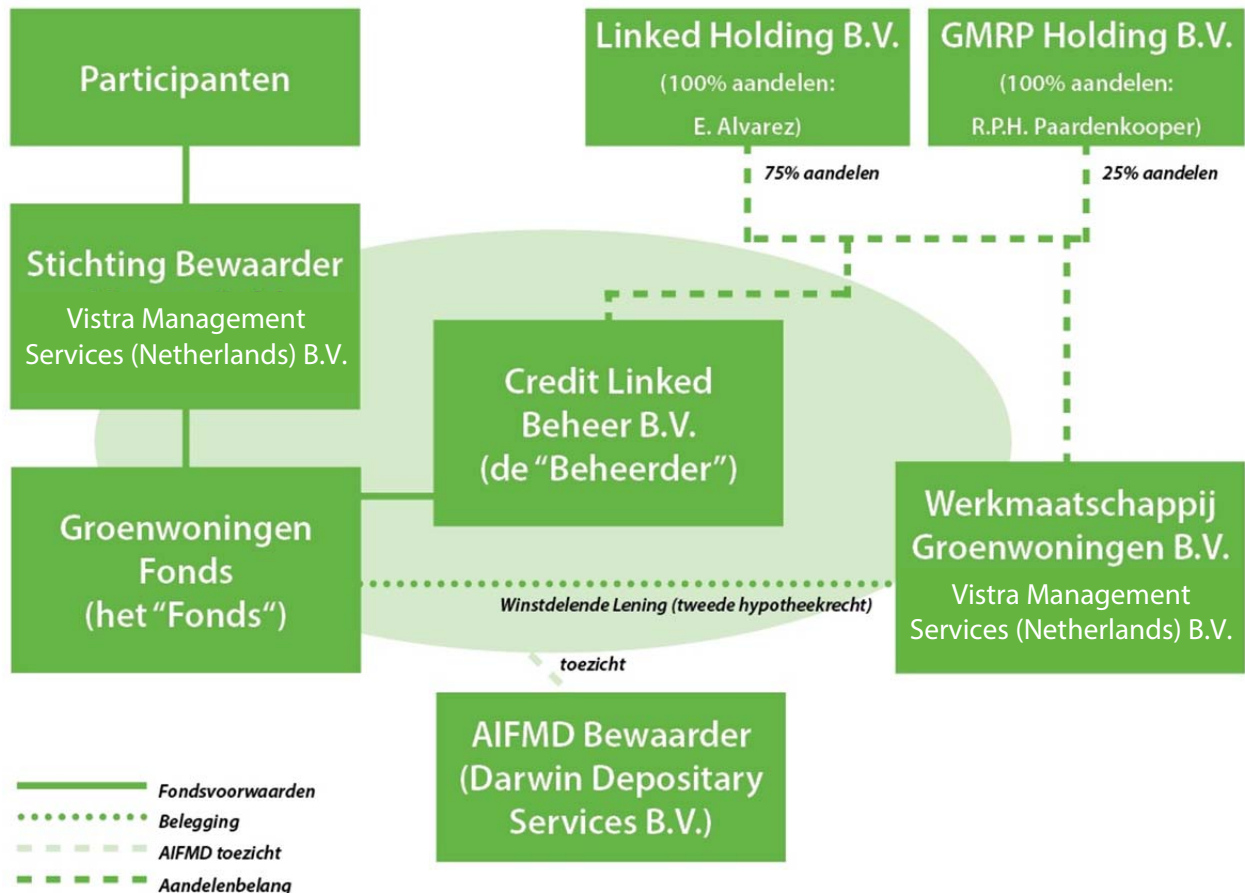 Participanten
Linked Holding B.V.
(100% aandelen:
E. Alvarez)
GMRP Holding B.V.
(100% aandelen:
R.P.H. Paardenkooper)
75% aandelen
25% aandelen
Stichting Bewaarder
Vistra Management
Services (Netherlands) B.V.
Credit Linked
Beheer B.V.
(de “Beheerder”)
Groenwoningen
Fonds
(het “Fonds“)
Werkmaatschappij
Groenwoningen B.V.
Vistra Management
Services (Netherlands) B.V.
Winstdelende Lening (tweede hypotheekrecht)
toezicht
AIFMD Bewaarder
(Darwin Depositary
Services B.V.)
Fondsvoorwaarden
Belegging
AIFMD toezicht
Aandelenbelang